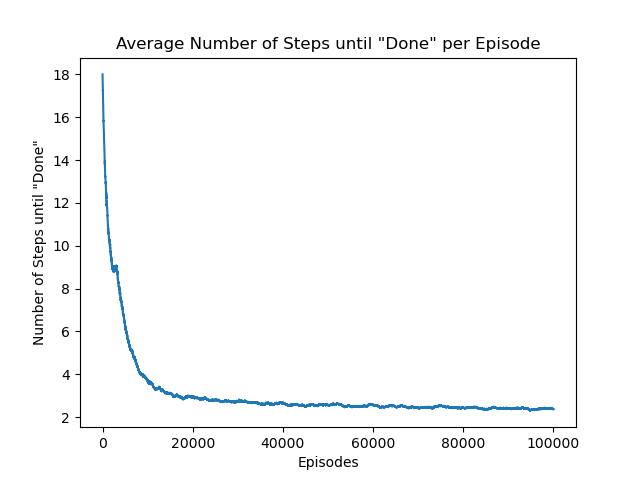 Average Number of Steps until "Done" per Episode
Number of Steps until "Done"
18
16
14
12
10
8
6
4
2
0 20000 40000 60000 80000 100000
Episodes